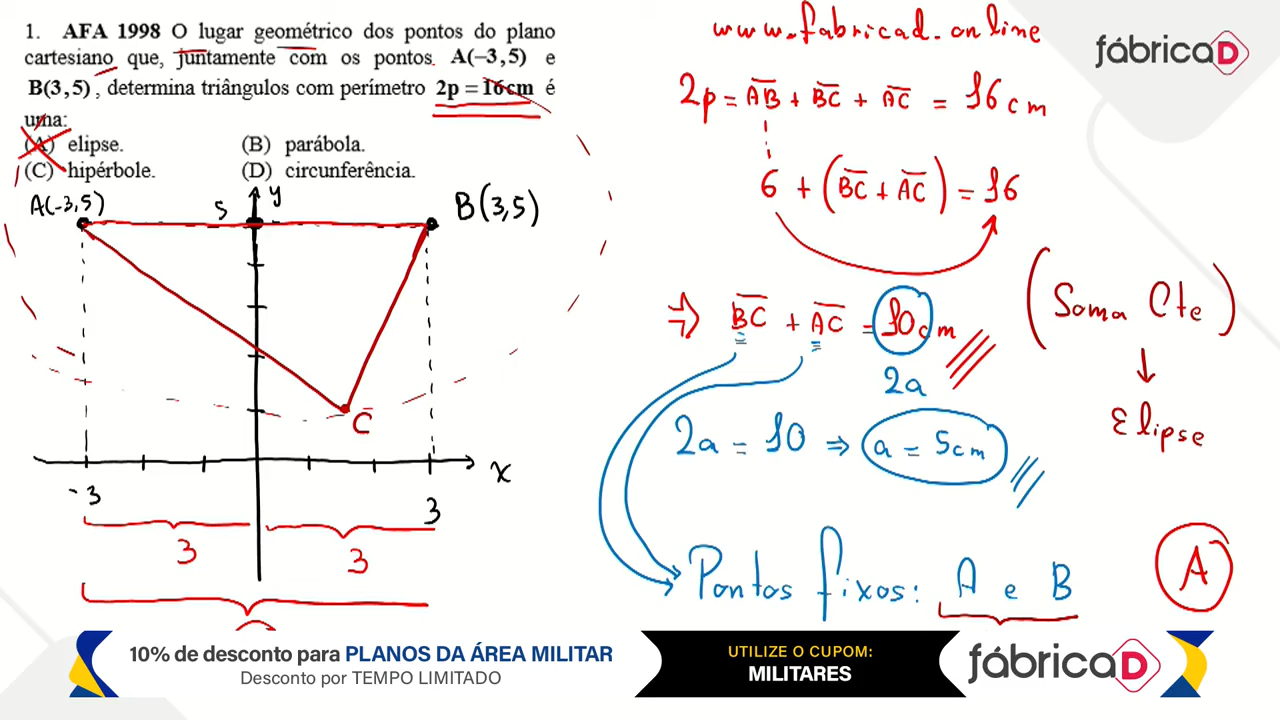 1. AFA 1998 O lugar geométrico dos pontos do plano
cartesiano que, juntamente com os pontos A(−3,5) e
B(3,5), determina triângulos com perímetro 2p = 16cm é
uma:
(A) elipse. (B) parábola.
(C) hipérbole. (D) circunferência.
A(-3,5)
5
y
B(3,5)
C
x
-3
3
3
3
www.fabricad.online
fábricaD
2p = AB + BC + AC = 16cm
6 + (BC + AC) = 16
⇒ BC + AC = 10cm
(Soma Cte)
↓
Elipse
2a
2a = 10 ⇒ a = 5cm
Pontos fixos: A e B
A
10% de desconto para PLANOS DA ÁREA MILITAR
Desconto por TEMPO LIMITADO
UTILIZE O CUPOM:
MILITARES
fábricaD